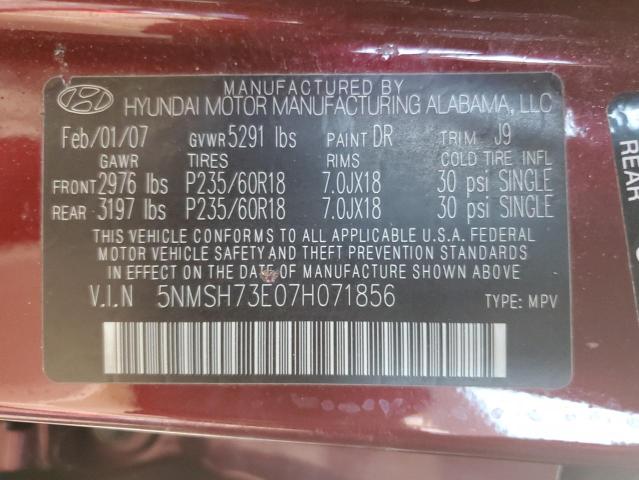 MANUFACTURED BY
HYUNDAI MOTOR MANUFACTURING ALABAMA, LLC
Feb/01/07 GVWR 5291 lbs PAINT DR TRIM J9
GAWR TIRES RIMS COLD TIRE INFL
FRONT 2976 lbs P235/60R18 7.0JX18 30 psi SINGLE
REAR 3197 lbs P235/60R18 7.0JX18 30 psi SINGLE
THIS VEHICLE CONFORMS TO ALL APPLICABLE U.S.A. FEDERAL
MOTOR VEHICLE SAFETY AND THEFT PREVENTION STANDARDS
IN EFFECT ON THE DATE OF MANUFACTURE SHOWN ABOVE.
V.I.N 5NMSH73E07H071856 TYPE: MPV
REAR